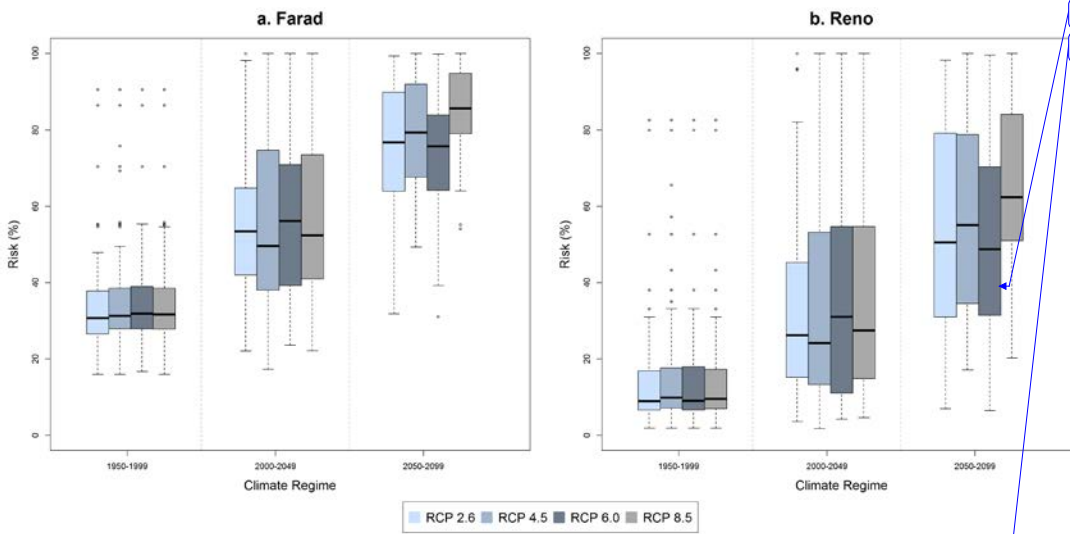 a. Farad
b. Reno
Risk (%)
100
80
60
40
20
0
1950-1999
2000-2049
2050-2099
Climate Regime
Risk (%)
100
80
60
40
20
0
1950-1999
2000-2049
2050-2099
Climate Regime
RCP 2.6
RCP 4.5
RCP 6.0
RCP 8.5